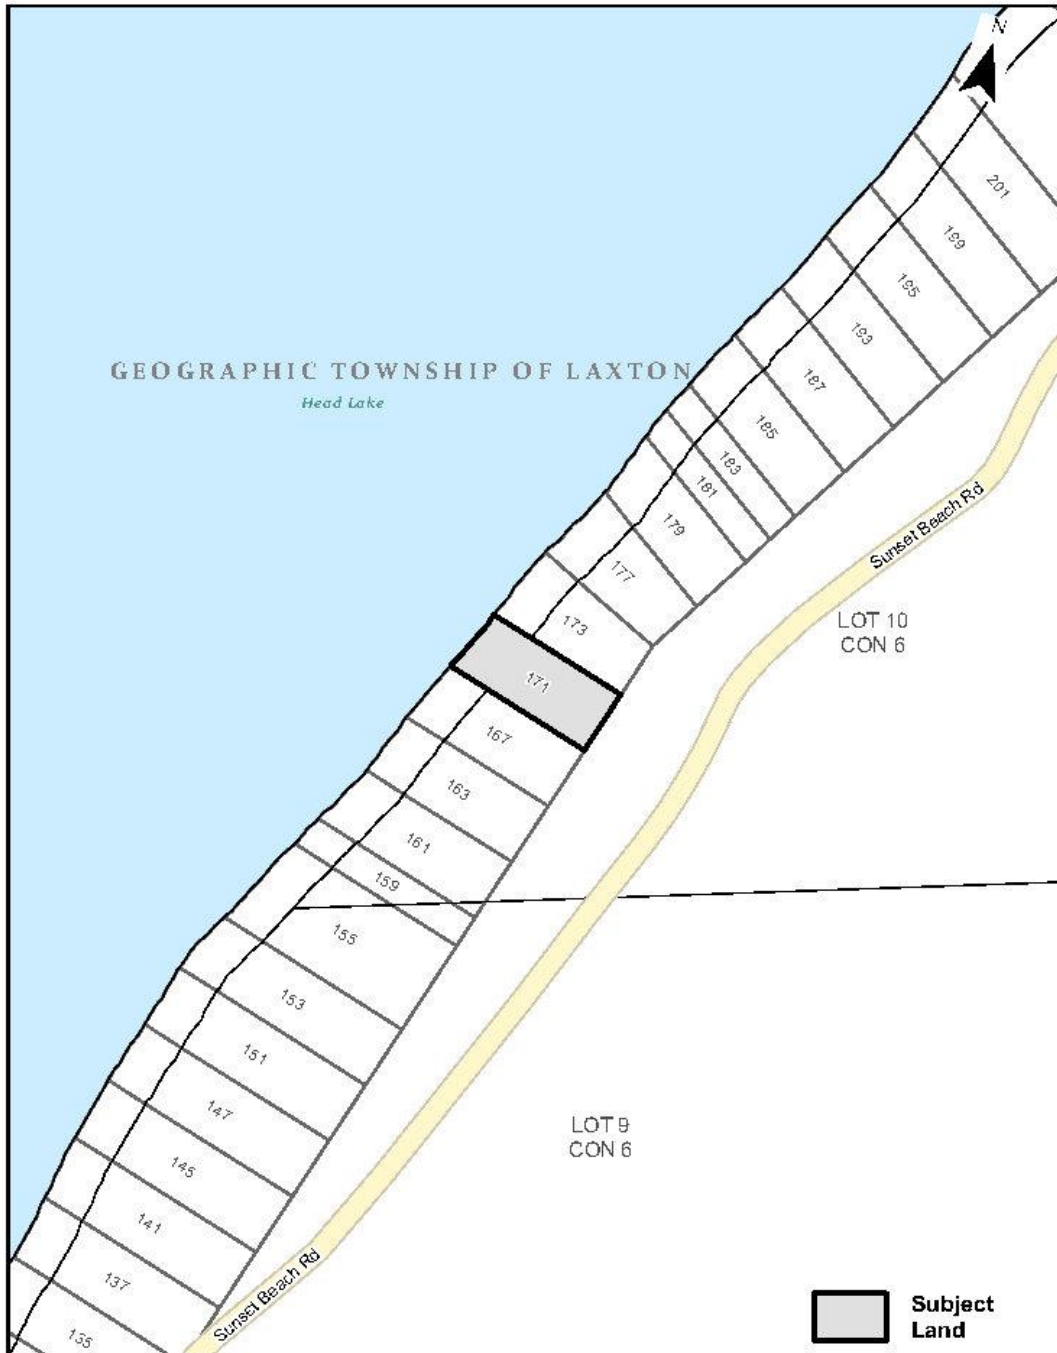 N
201
199
195
193
187
GEOGRAPHIC TOWNSHIP OF LAXTON
Head Lake
185
183
181
179
Sunset Beach Rd
177
173
LOT 10
CON 6
171
167
163
161
159
155
153
151
LOT 9
CON 6
147
145
141
137
Sunset Beach Rd
135
Subject
Land